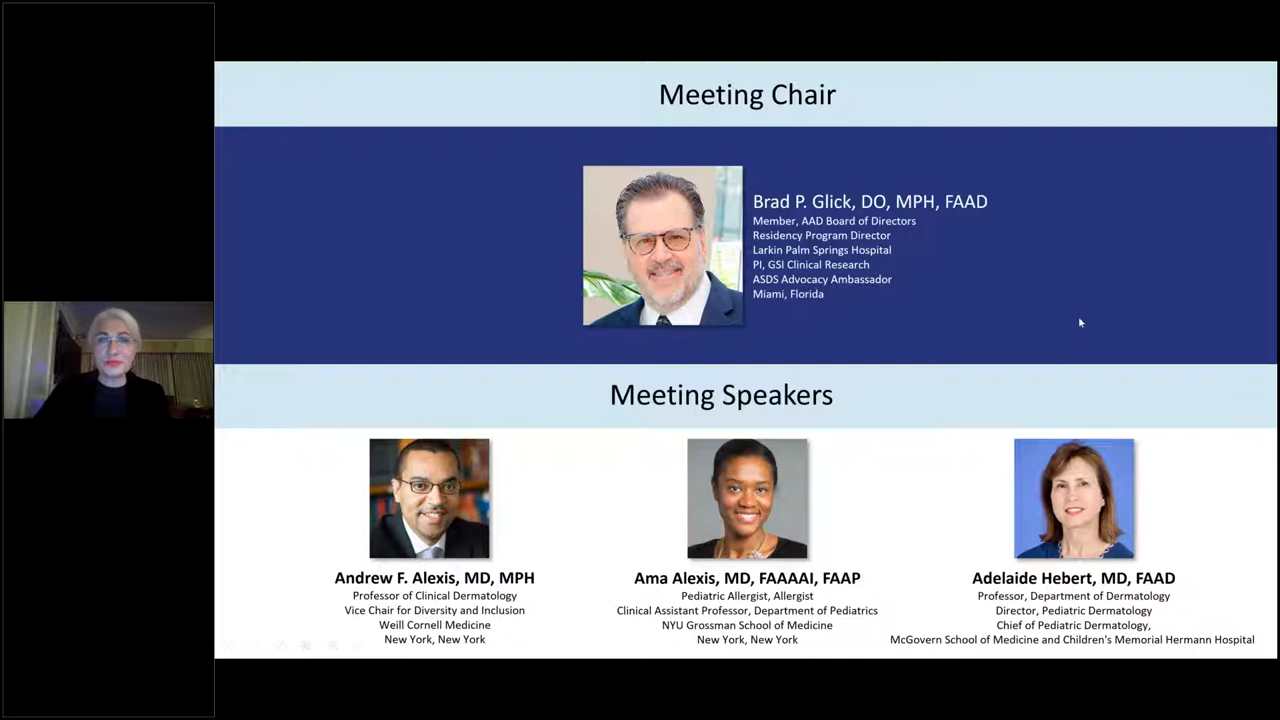 Meeting Chair
Brad P. Glick, DO, MPH, FAAD
Member, AAD Board of Directors
Residency Program Director
Larkin Palm Springs Hospital
PI, GSI Clinical Research
ASDS Advocacy Ambassador
Miami, Florida
Meeting Speakers
Andrew F. Alexis, MD, MPH
Professor of Clinical Dermatology
Vice Chair for Diversity and Inclusion
Weill Cornell Medicine
New York, New York
Ama Alexis, MD, FAAAAI, FAAP
Pediatric Allergist, Allergist
Clinical Assistant Professor, Department of Pediatrics
NYU Grossman School of Medicine
New York, New York
Adelaide Hebert, MD, FAAD
Professor, Department of Dermatology
Director, Pediatric Dermatology
Chief of Pediatric Dermatology,
McGovern School of Medicine and Children's Memorial Hermann Hospital